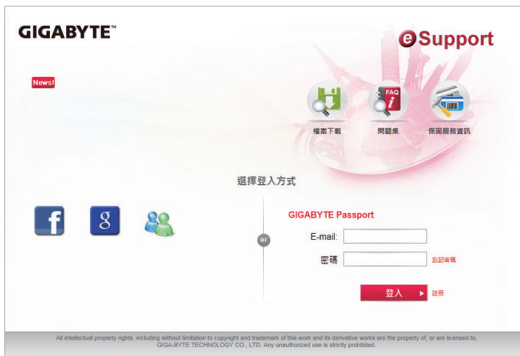 GIGABYTE™
eSupport
News!
FAQ
檔案下載
問題集
保固服務資訊
選擇登入方式
f
g
or
GIGABYTE Passport
E-mail:
密碼
忘記密碼
登入
註冊
All intellectual property rights, including without limitation to copyright and trademark of this work and its derivative works are the property of, or are licensed to,
GIGA-BYTE TECHNOLOGY CO., LTD. Any unauthorized use is strictly prohibited.